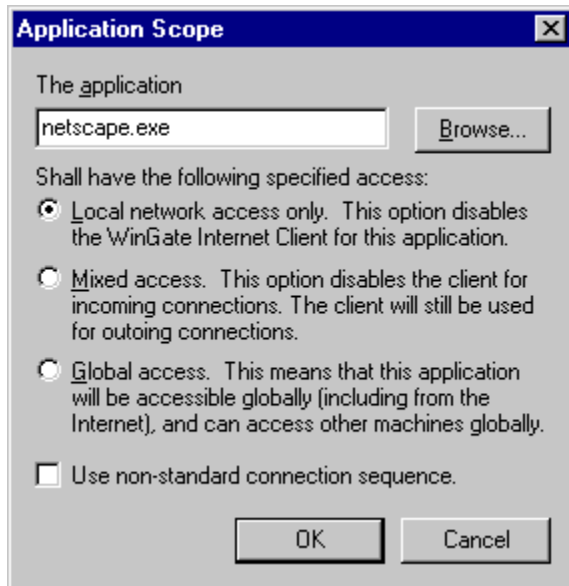 Application Scope
The application
netscape.exe
Browse...
Shall have the following specified access:
Local network access only. This option disables
the WinGate Internet Client for this application.
Mixed access. This option disables the client for
incoming connections. The client will still be used
for outoing connections.
Global access. This means that this application
will be accessible globally (including from the
Internet), and can access other machines globally.
Use non-standard connection sequence.
OK
Cancel